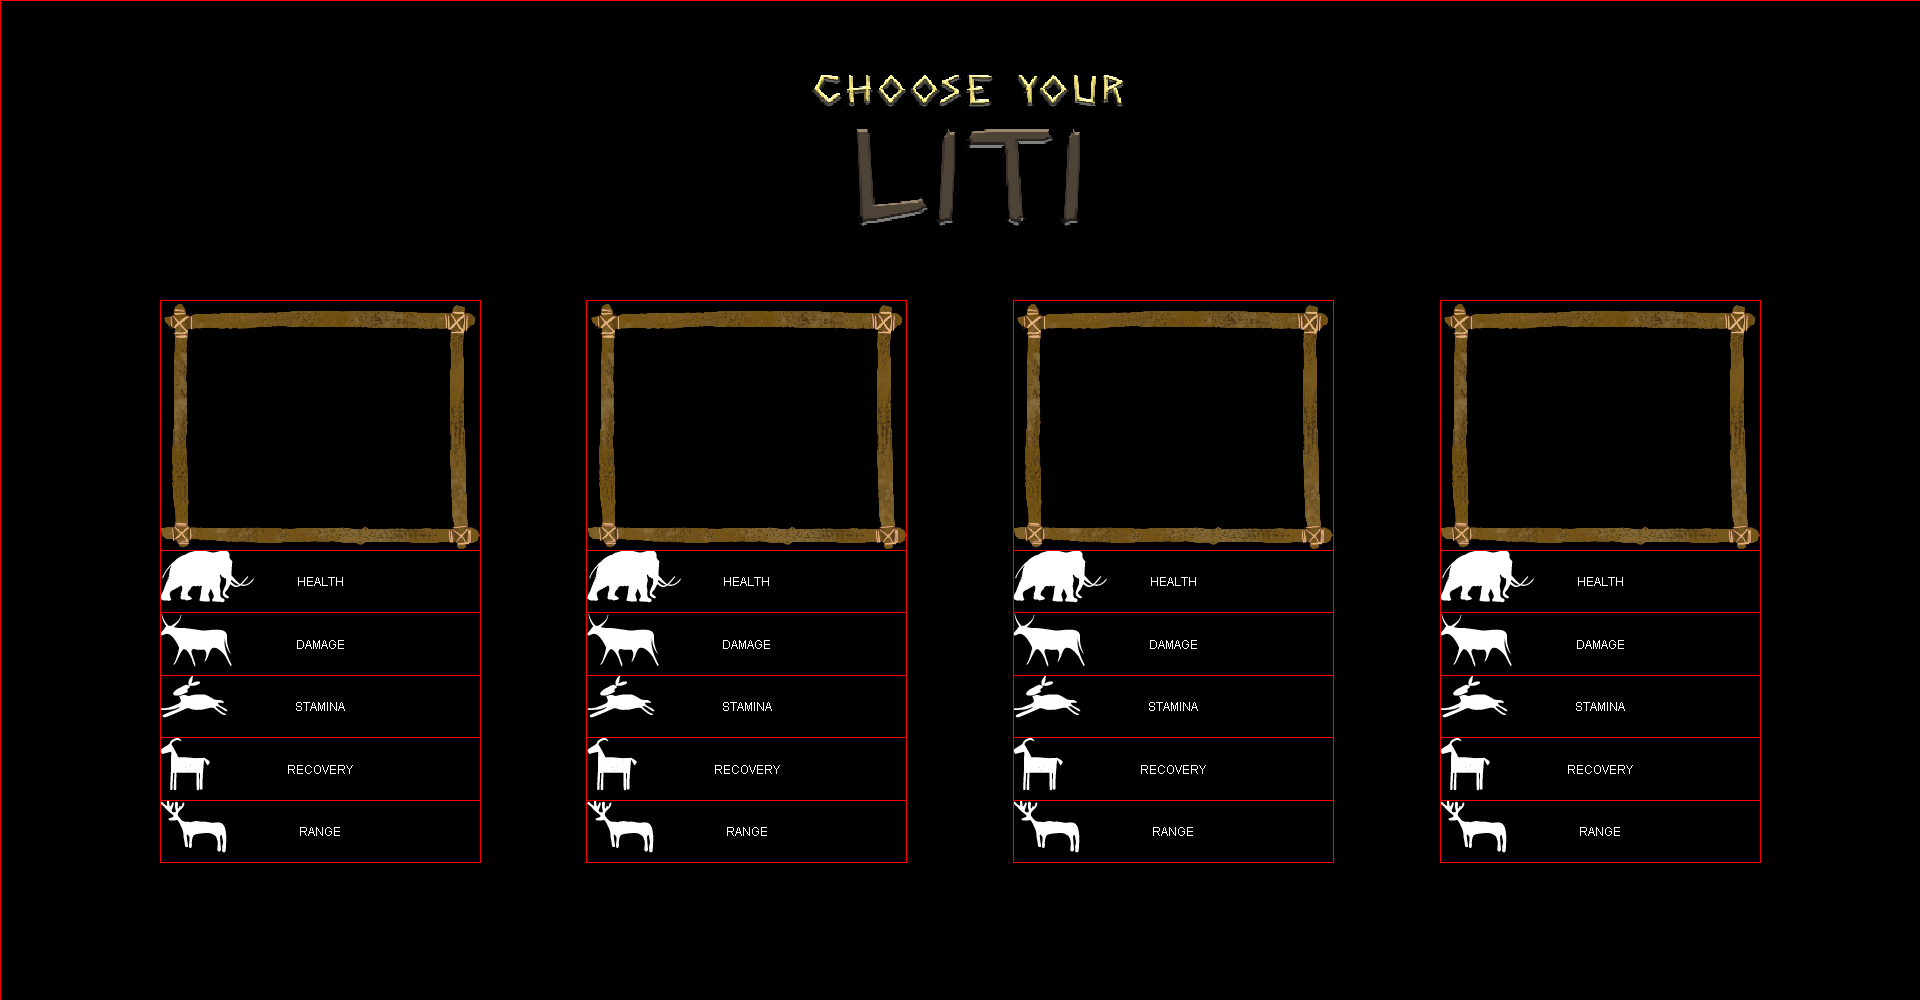 CHOOSE YOUR
LITI
HEALTH
DAMAGE
STAMINA
RECOVERY
RANGE
HEALTH
DAMAGE
STAMINA
RECOVERY
RANGE
HEALTH
DAMAGE
STAMINA
RECOVERY
RANGE
HEALTH
DAMAGE
STAMINA
RECOVERY
RANGE